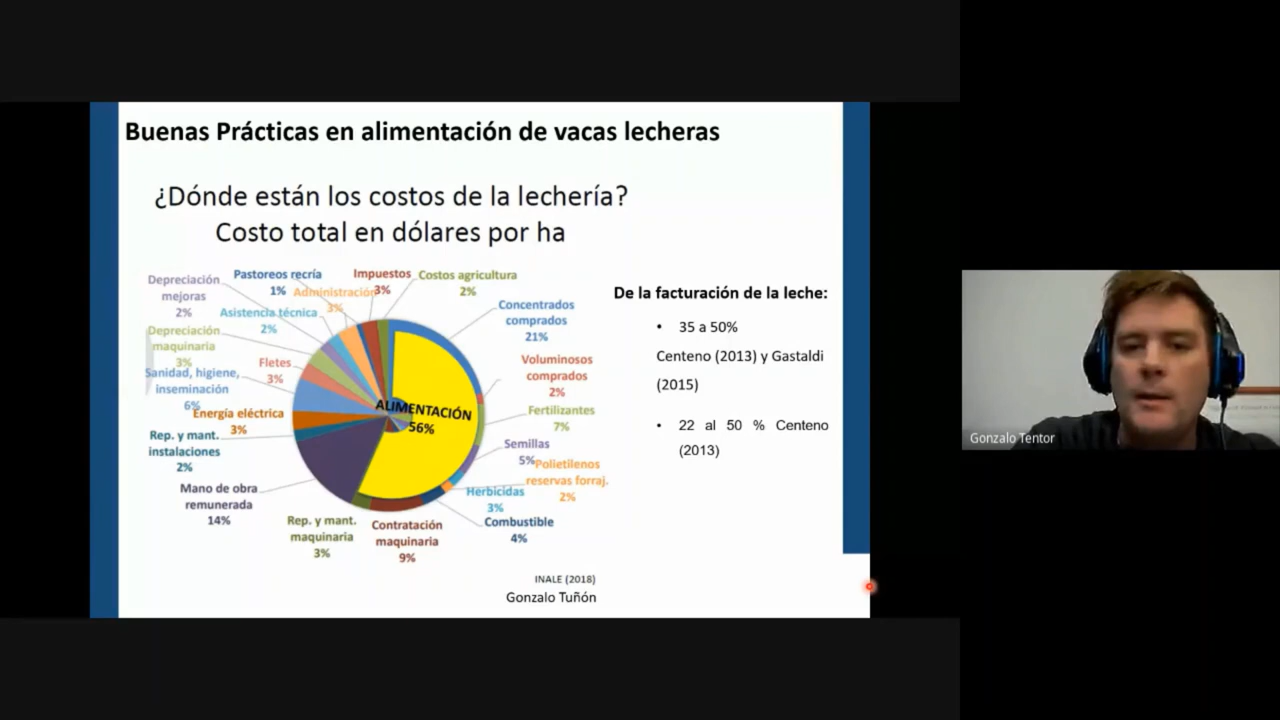 Buenas Prácticas en alimentación de vacas lecheras
¿Dónde están los costos de la lechería?
Costo total en dólares por ha
Depreciación
mejoras
2%
Pastoreos recría
1%
Administración
3%
Impuestos
3%
Costos agricultura
2%
Asistencia técnica
2%
Depreciación
maquinaria
3%
Fletes
3%
Sanidad, higiene,
inseminación
6%
Energía eléctrica
3%
Rep. y mant.
instalaciones
2%
Mano de obra
remunerada
14%
Rep. y mant.
maquinaria
3%
Contratación
maquinaria
9%
Combustible
4%
Herbicidas
3%
Polietilenos
reservas forraj.
2%
Semillas
5%
Fertilizantes
7%
Voluminosos
comprados
2%
Concentrados
comprados
21%
ALIMENTACIÓN
56%
De la facturación de la leche:
• 35 a 50%
Centeno (2013) y Gastaldi
(2015)
• 22 al 50 % Centeno
(2013)
INALE (2018)
Gonzalo Tuñón
Gonzalo Tentor